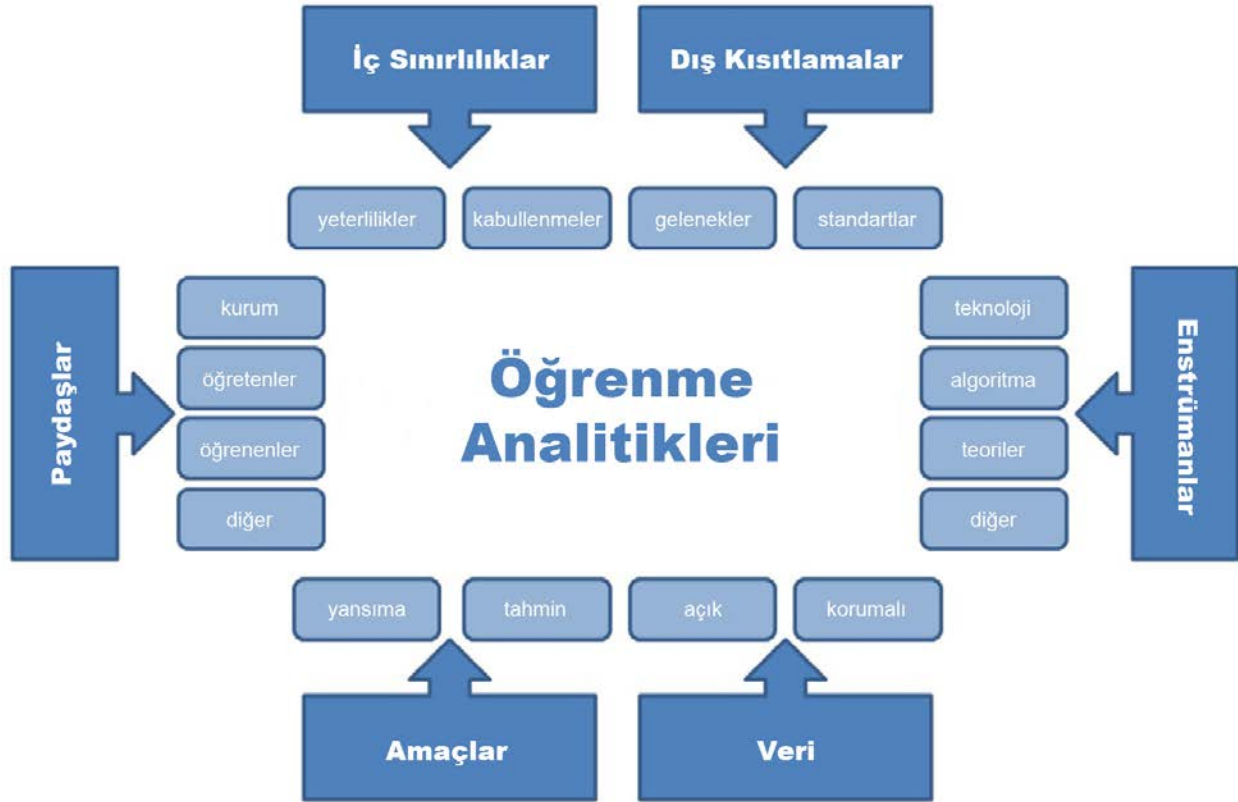 İç Sınırlılıklar
Dış Kısıtlamalar
yeterlilikler
kabullenmeler
gelenekler
standartlar
Paydaşlar
kurum
öğretenler
öğrenenler
diğer
Öğrenme
Analitikleri
teknoloji
algoritma
teoriler
diğer
Enstrümanlar
yansıma
tahmin
açık
korumalı
Amaçlar
Veri